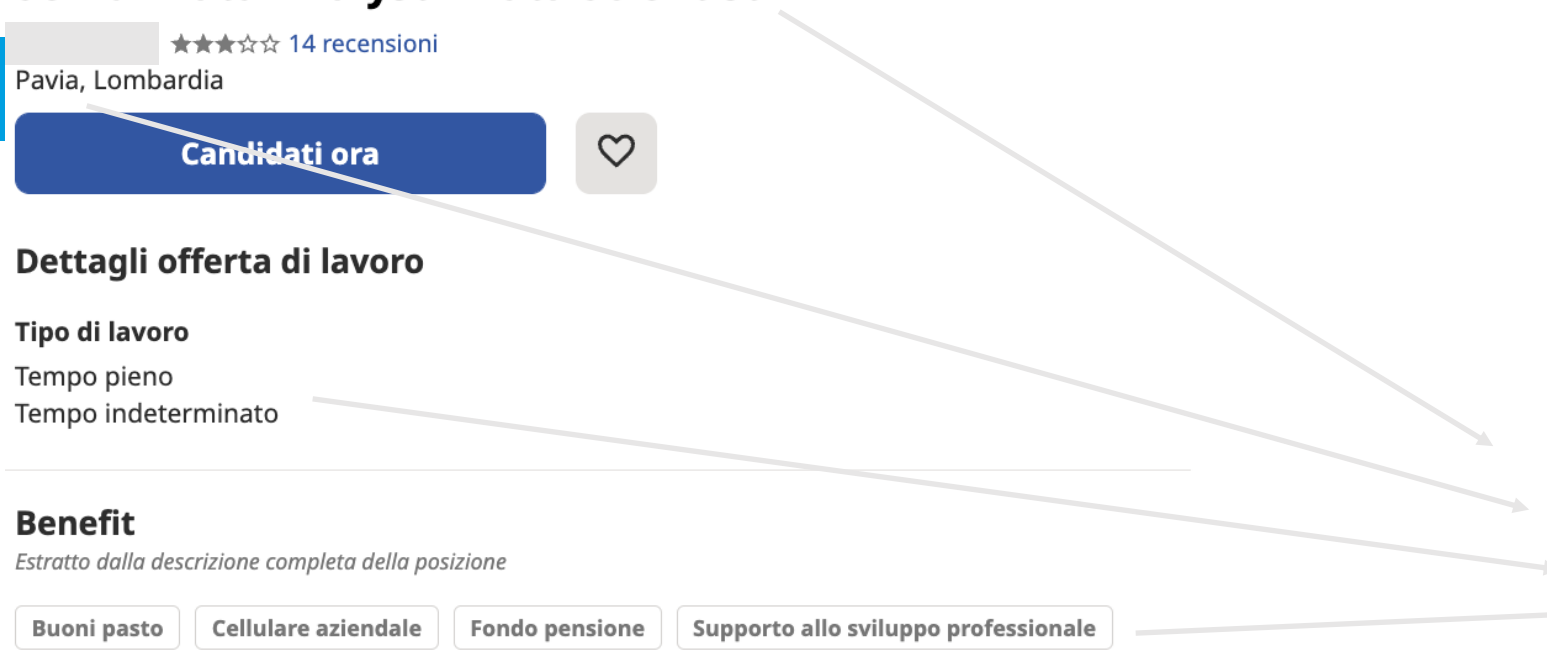 14 recensioni
Pavia, Lombardia
Candidati ora
Dettagli offerta di lavoro
Tipo di lavoro
Tempo pieno
Tempo indeterminato
Benefit
Estratto dalla descrizione completa della posizione
Buoni pasto Cellulare aziendale Fondo pensione Supporto allo sviluppo professionale